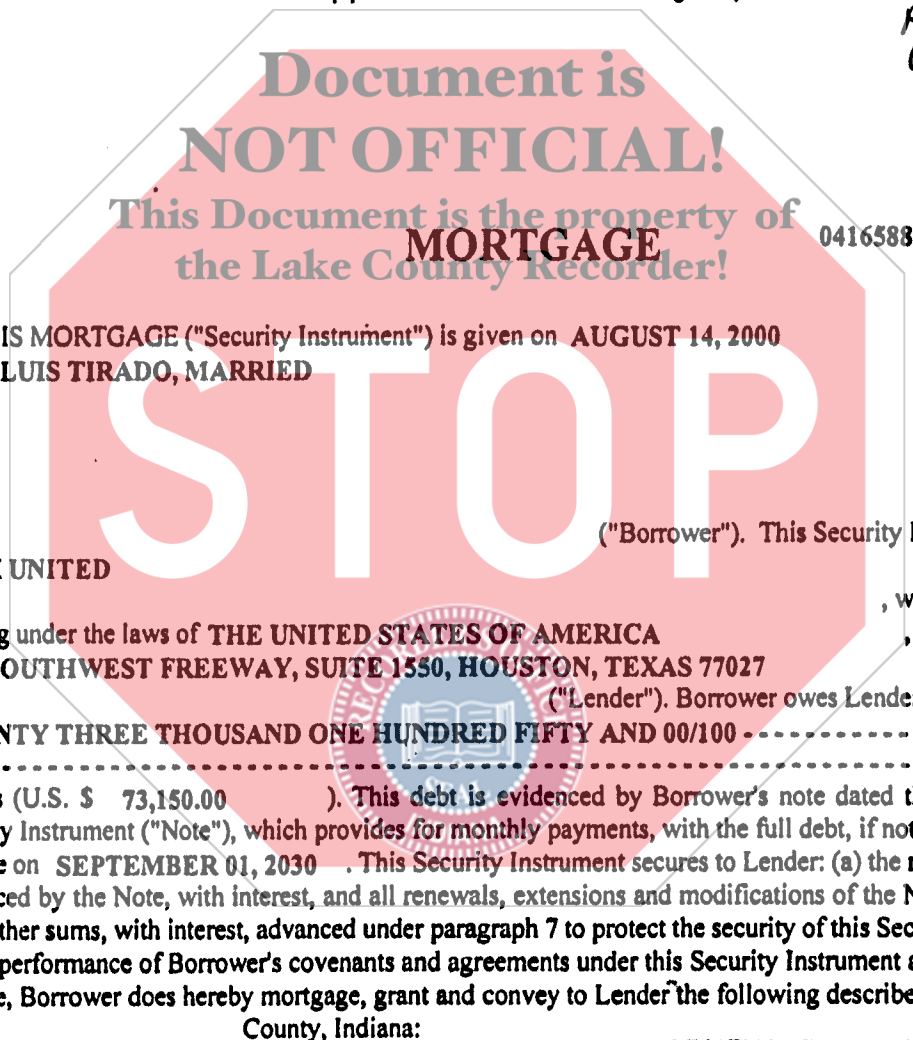 Document is
NOT OFFICIAL!
This Document is the property of
the Lake County Recorder!
MORTGAGE
0416588
IS MORTGAGE ("Security Instrument") is given on AUGUST 14, 2000
LUIS TIRADO, MARRIED
STOP
("Borrower"). This Security
UNITED
, w
g under the laws of THE UNITED STATES OF AMERICA ,
OUTHWEST FREEWAY, SUITE 1550, HOUSTON, TEXAS 77027
("Lender"). Borrower owes Lende
NTY THREE THOUSAND ONE HUNDRED FIFTY AND 00/100 - - - - - - - - - - - -
s (U.S. $ 73,150.00 ). This debt is evidenced by Borrower's note dated t
y Instrument ("Note"), which provides for monthly payments, with the full debt, if not
e on SEPTEMBER 01, 2030 . This Security Instrument secures to Lender: (a) the
ced by the Note, with interest, and all renewals, extensions and modifications of the N
ther sums, with interest, advanced under paragraph 7 to protect the security of this Sec
performance of Borrower's covenants and agreements under this Security Instrument a
e, Borrower does hereby mortgage, grant and convey to Lender the following describe
County, Indiana:
SEAL